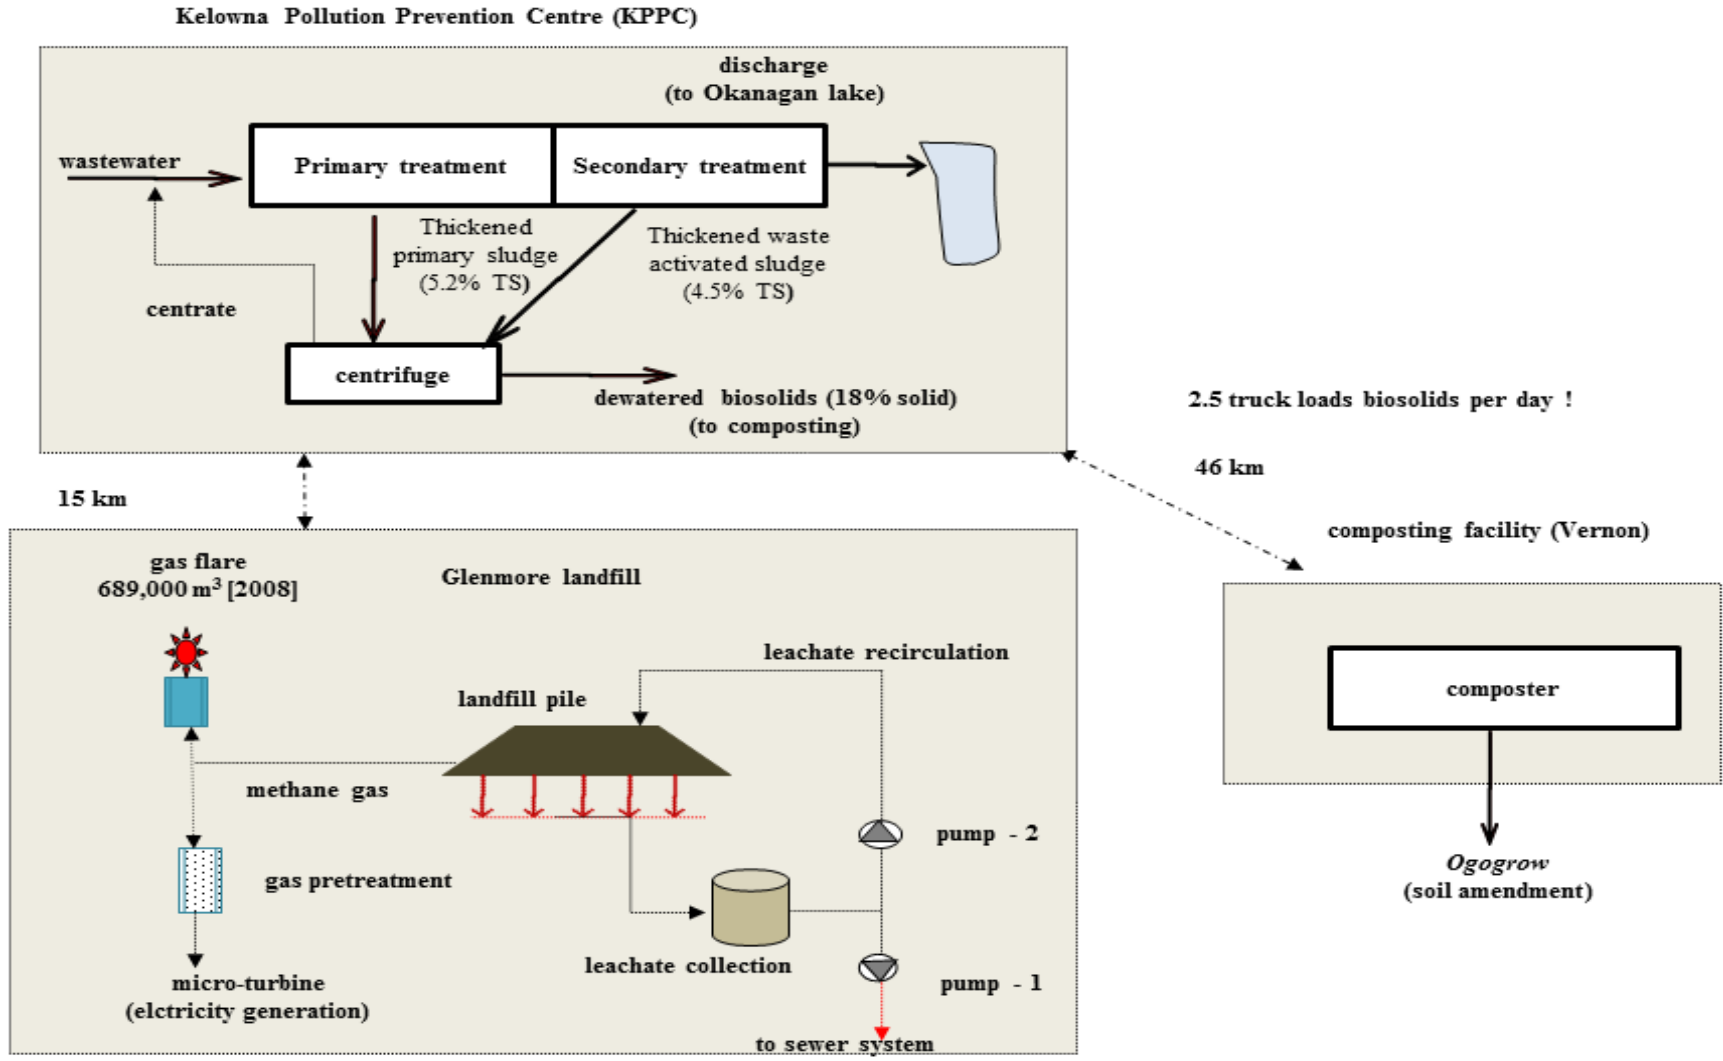 Kelowna Pollution Prevention Centre (KPPC)
discharge
(to Okanagan lake)
wastewater
Primary treatment
Secondary treatment
Thickened
primary sludge
(5.2% TS)
Thickened waste
activated sludge
(4.5% TS)
centrate
centrifuge
dewatered biosolids (18% solid)
(to composting)
2.5 truck loads biosolids per day !
46 km
15 km
composting facility (Vernon)
gas flare
689,000 m³ [2008]
Glenmore landfill
leachate recirculation
landfill pile
composter
methane gas
pump - 2
gas pretreatment
Ogogrow
(soil amendment)
leachate collection
pump - 1
micro-turbine
(elctricity generation)
to sewer system